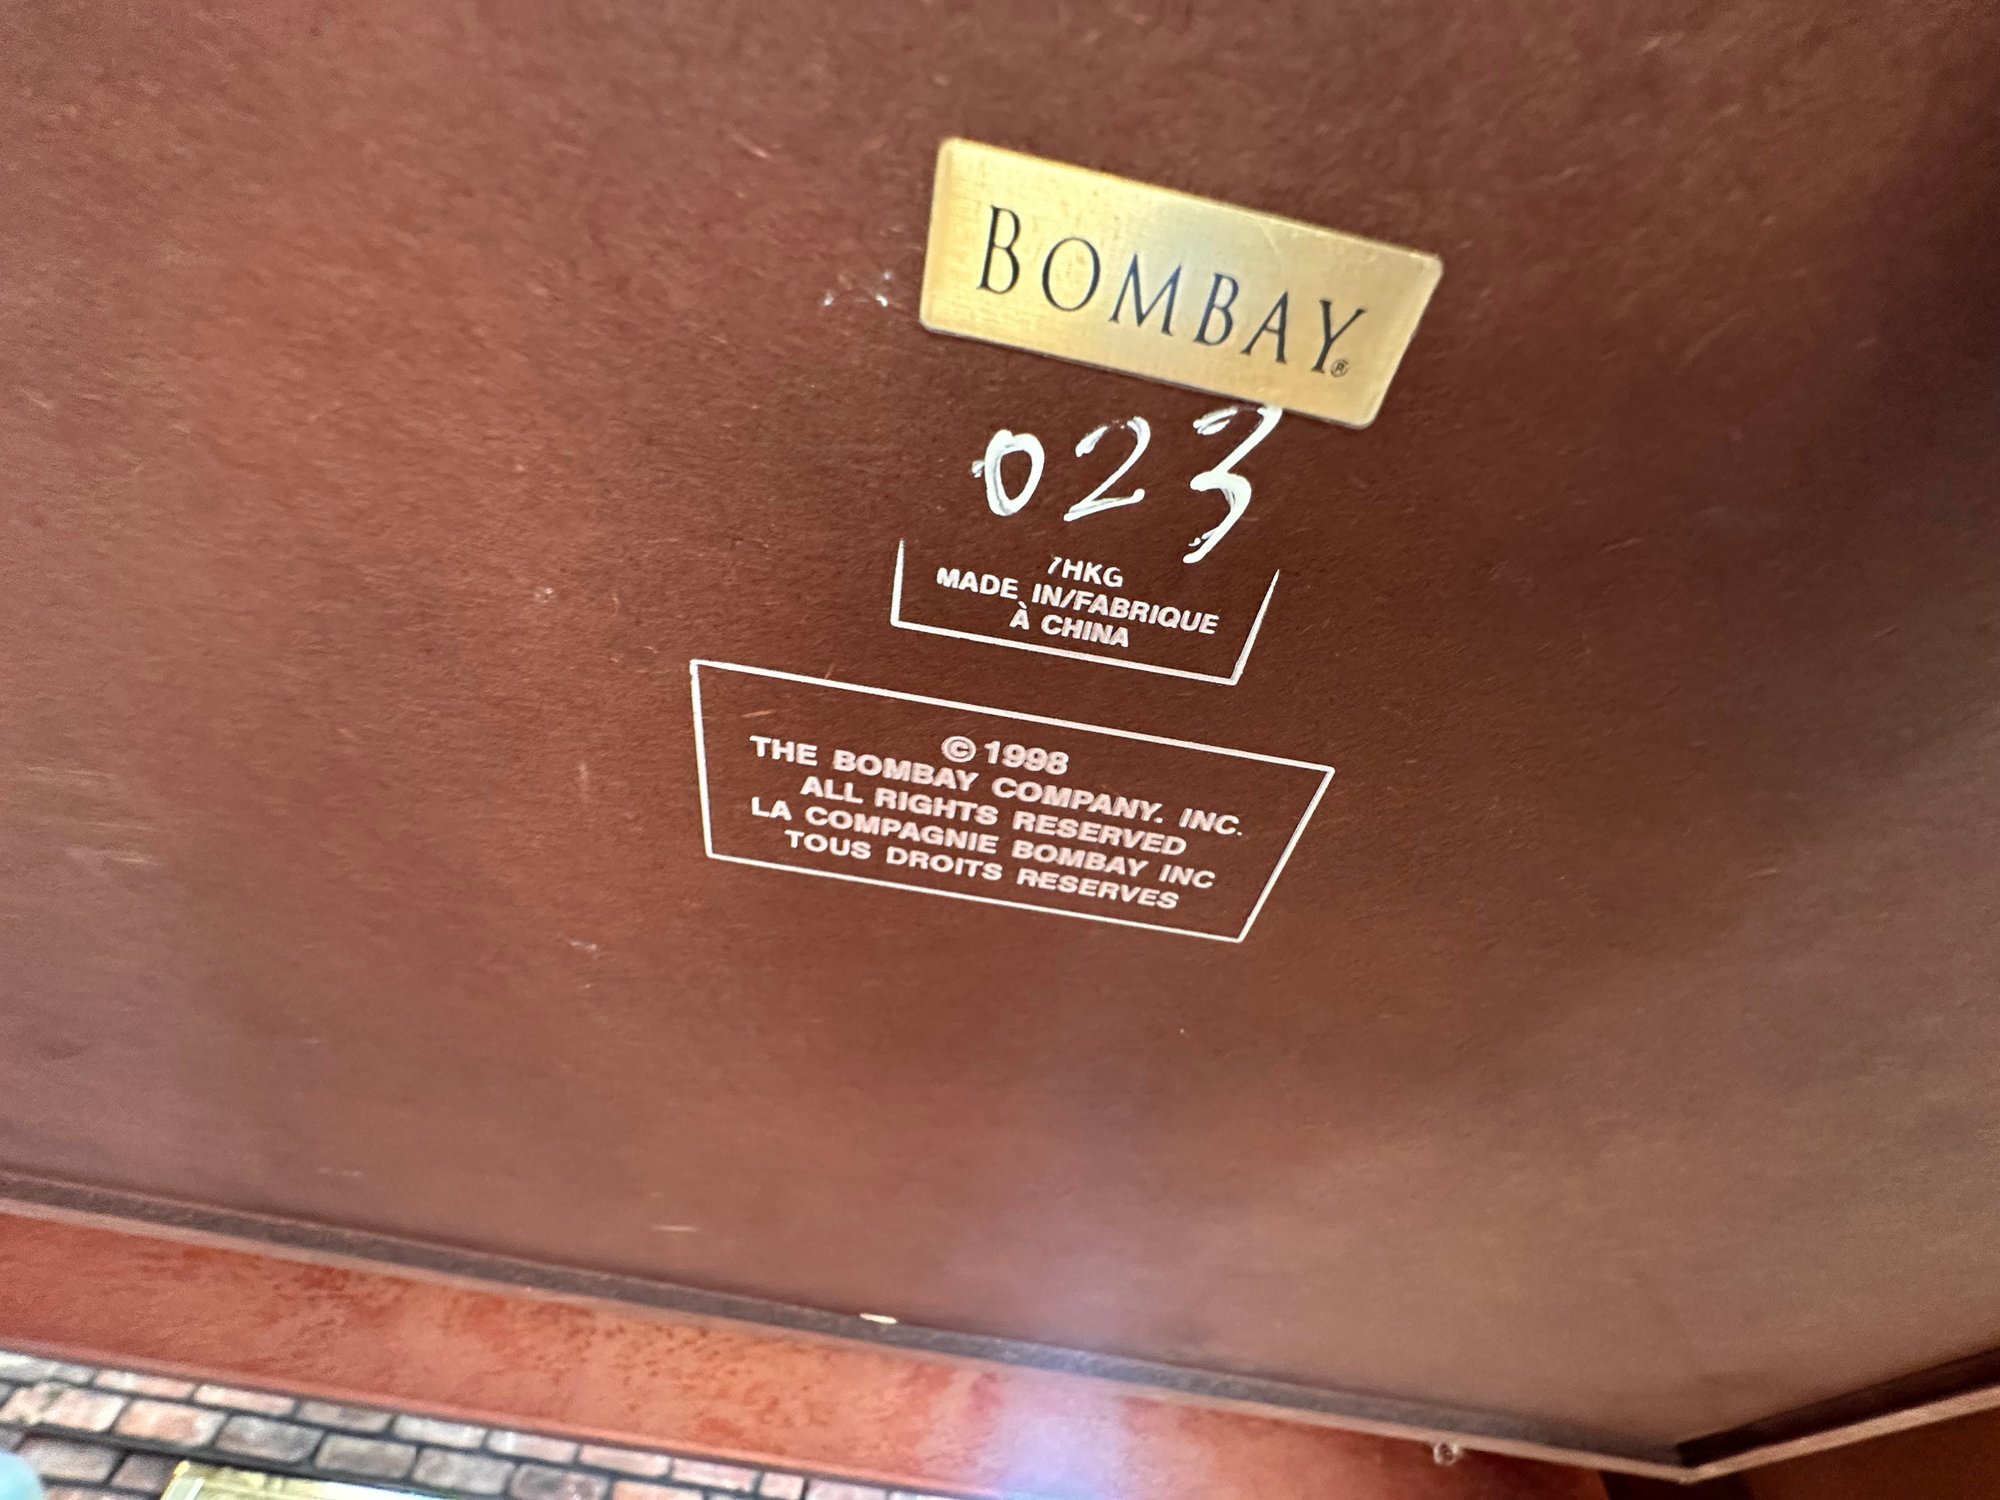 BOMBAY®
023
7HKG
MADE IN/FABRIQUE
À CHINA
© 1998
THE BOMBAY COMPANY. INC.
ALL RIGHTS RESERVED
LA COMPAGNIE BOMBAY INC
TOUS DROITS RESERVES